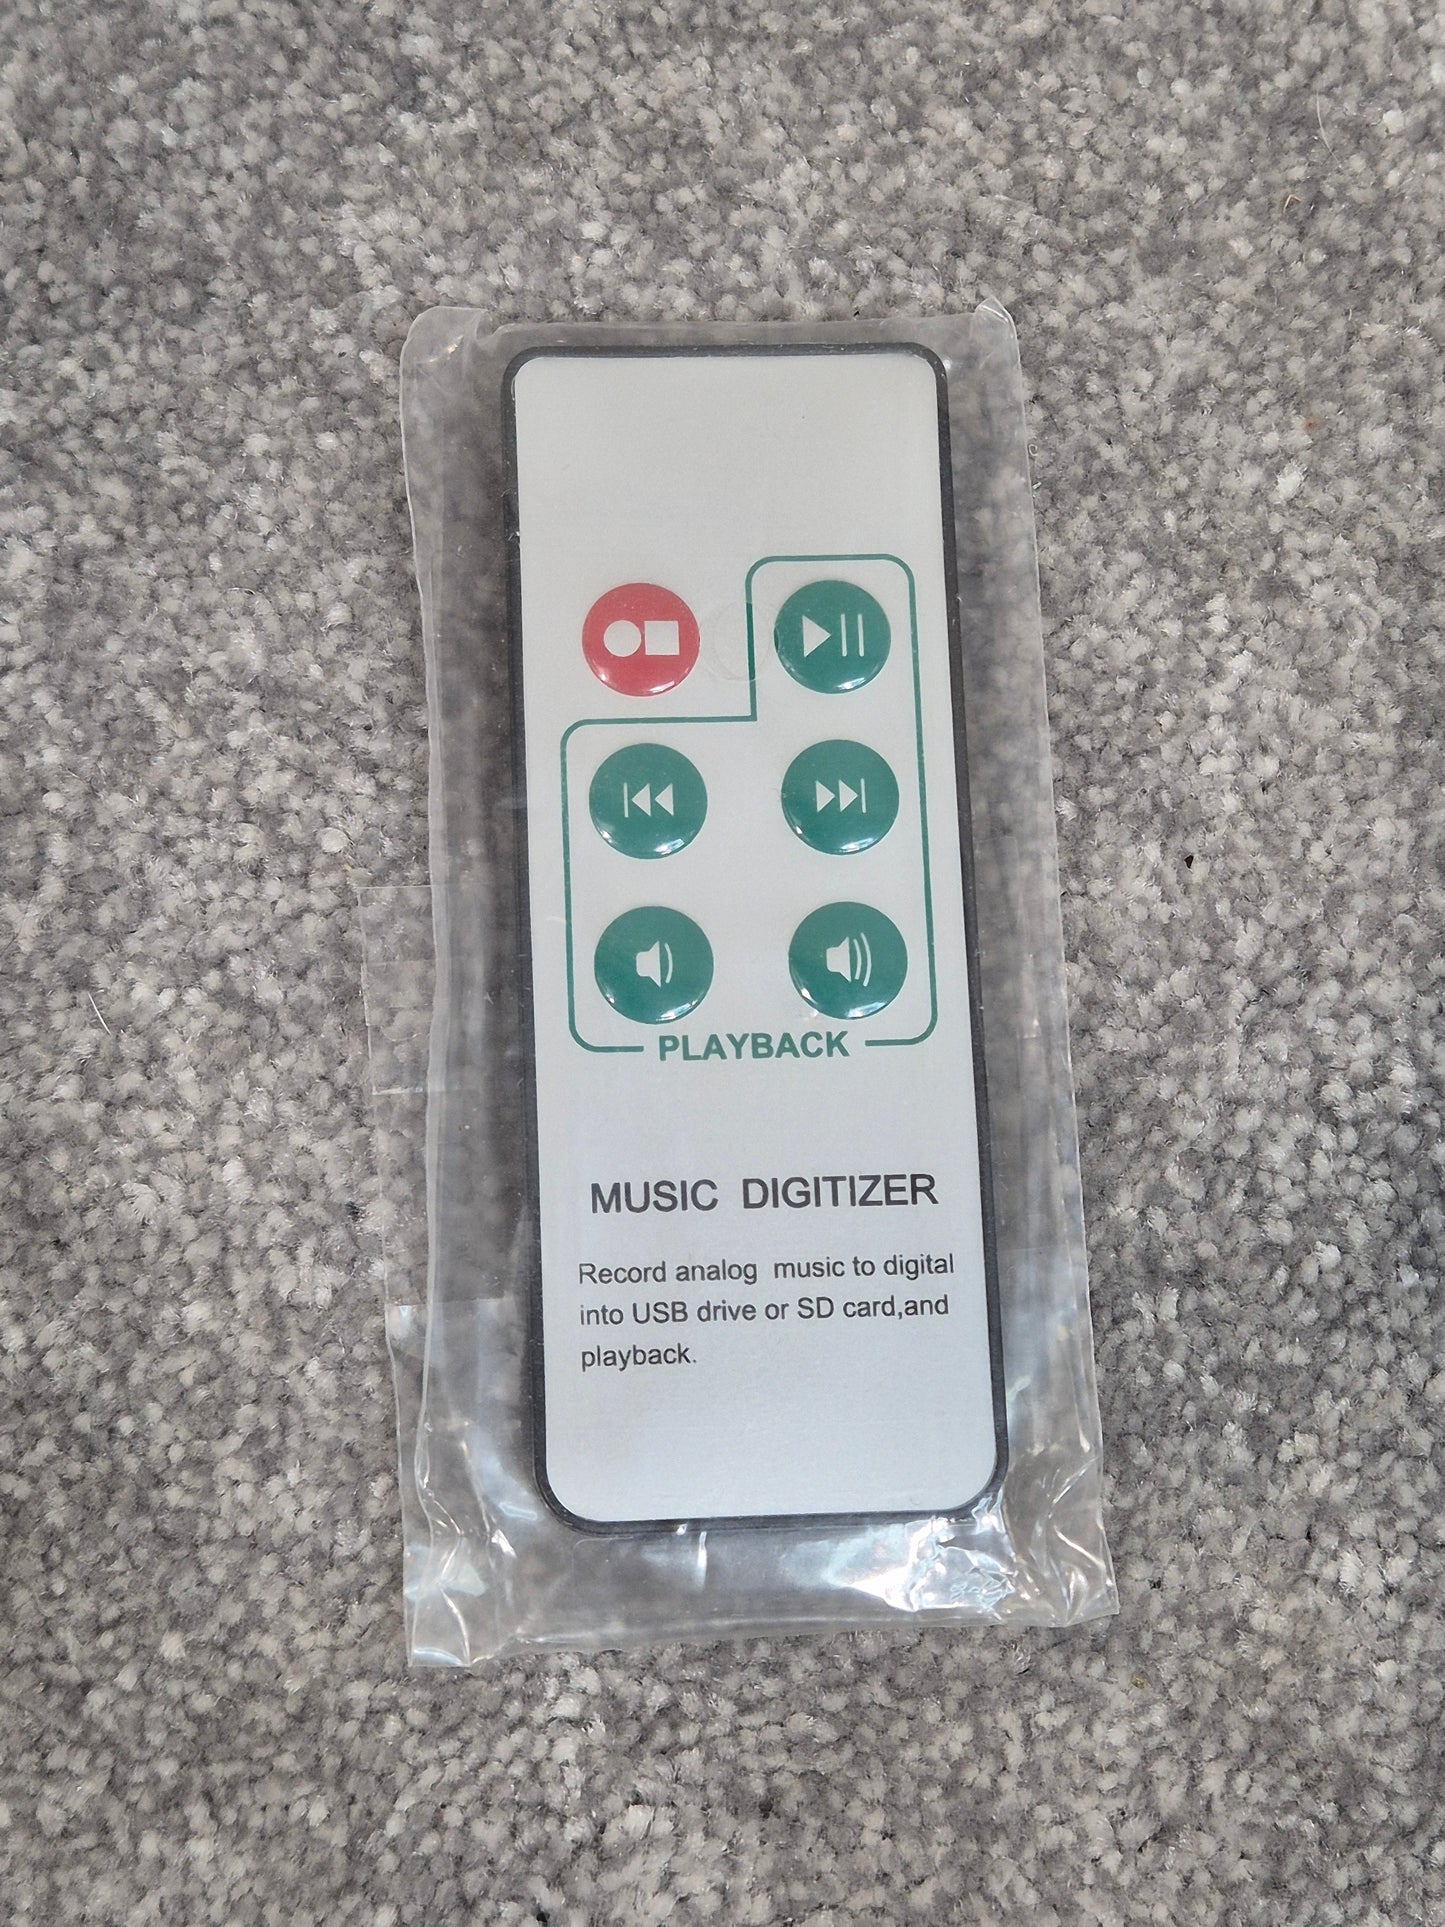 PLAYBACK
MUSIC DIGITIZER
Record analog music to digital
into USB drive or SD card,and
playback.